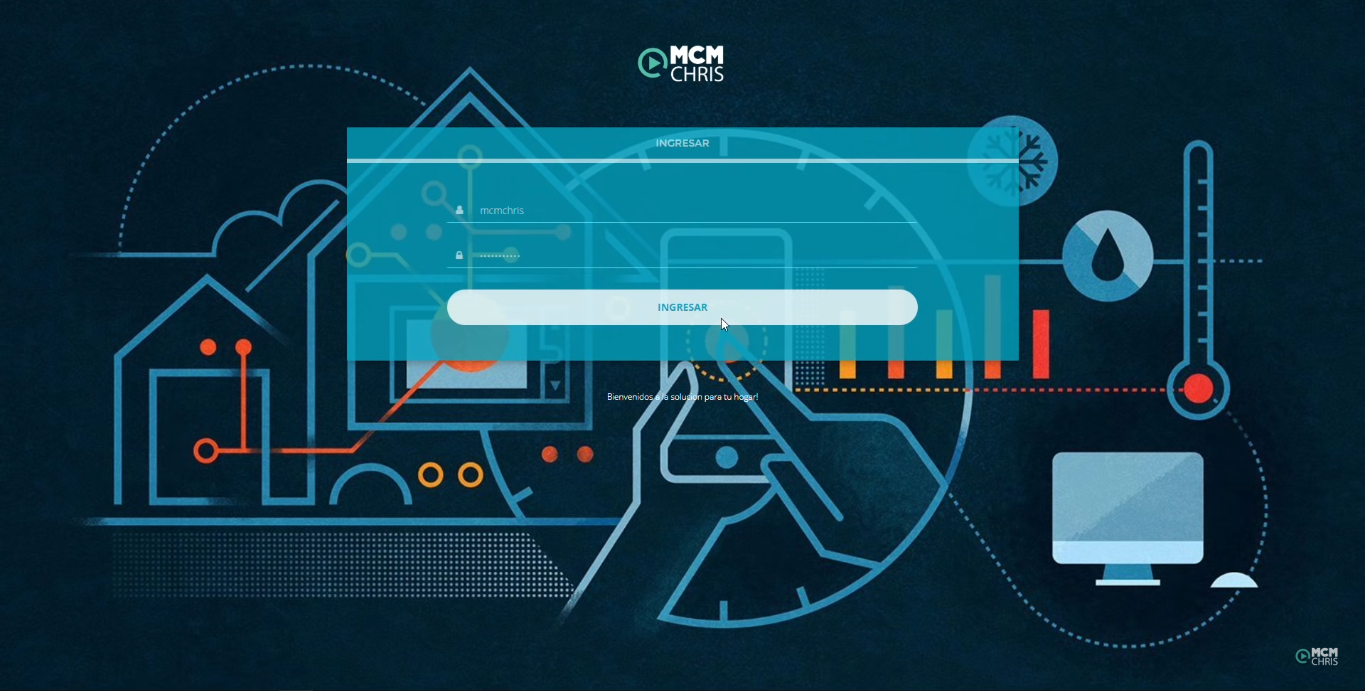 MCM
CHRIS
INGRESAR
mcmchris
INGRESAR
Bienvenidos a la solucion para tu hogar!
MCM
CHRIS